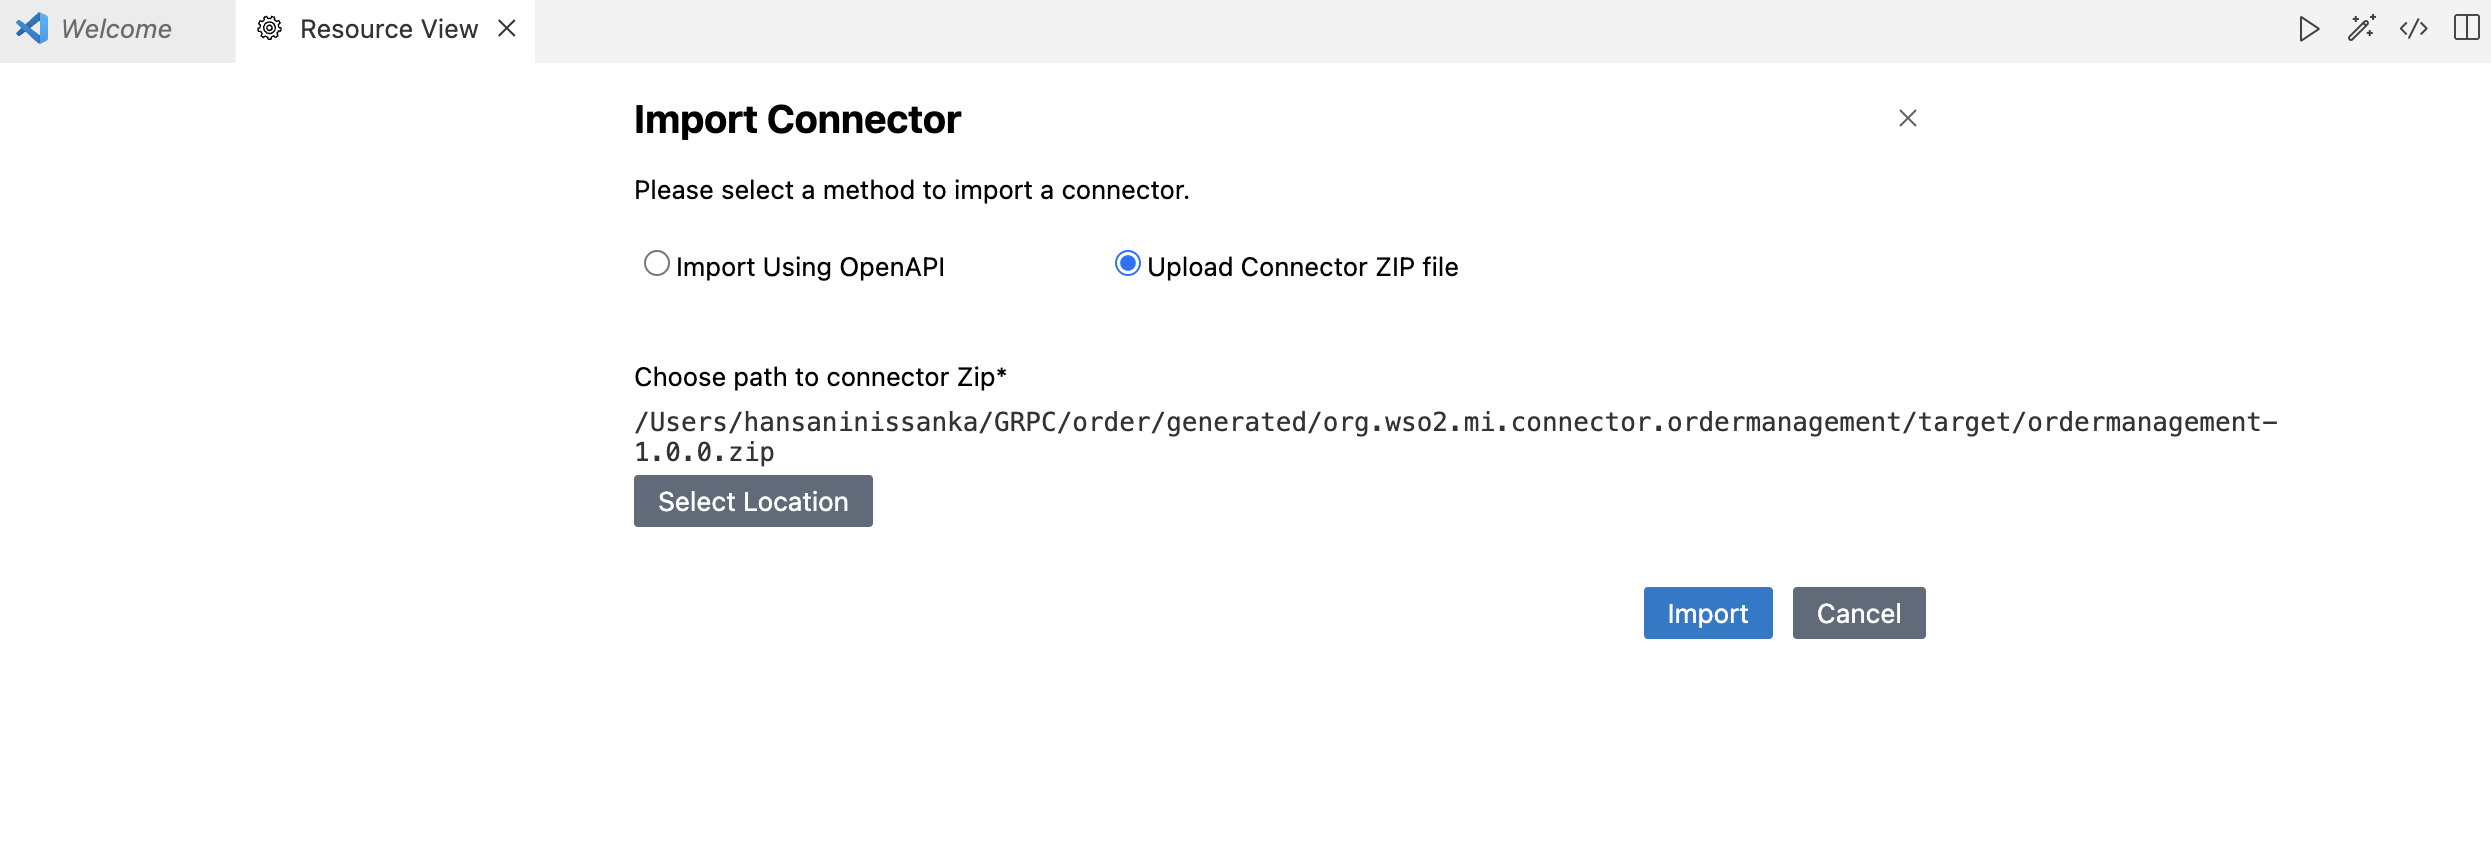 Welcome
Resource View
Import Connector
Please select a method to import a connector.
Import Using OpenAPI
Upload Connector ZIP file
Choose path to connector Zip*
/Users/hansaninissanka/GRPC/order/generated/org.wso2.mi.connector.ordermanagement/target/ordermanagement-
1.0.0.zip
Select Location
Import
Cancel